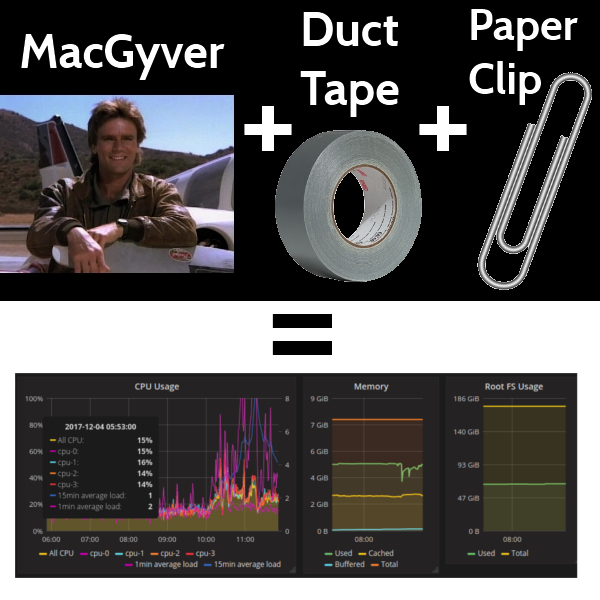 MacGyver
Duct
Tape
Paper
Clip
+
+
=
CPU Usage
100%
80%
60%
40%
20%
0%
8
6
4
2
0
2017-12-04 05:53:00
All CPU: 15%
cpu-0: 15%
cpu-1: 16%
cpu-2: 14%
cpu-3: 14%
15min average load: 1
1min average load: 2
06:00 07:00 08:00 09:00 10:00 11:00
All CPU cpu-0 cpu-1 cpu-2 cpu-3
1min average load 15min average load
Memory
9 GiB
7 GiB
6 GiB
4 GiB
2 GiB
0 B
08:00
Used Cached
Buffered Total
Root FS Usage
186 GiB
140 GiB
93 GiB
47 GiB
0 B
08:00
Used Total